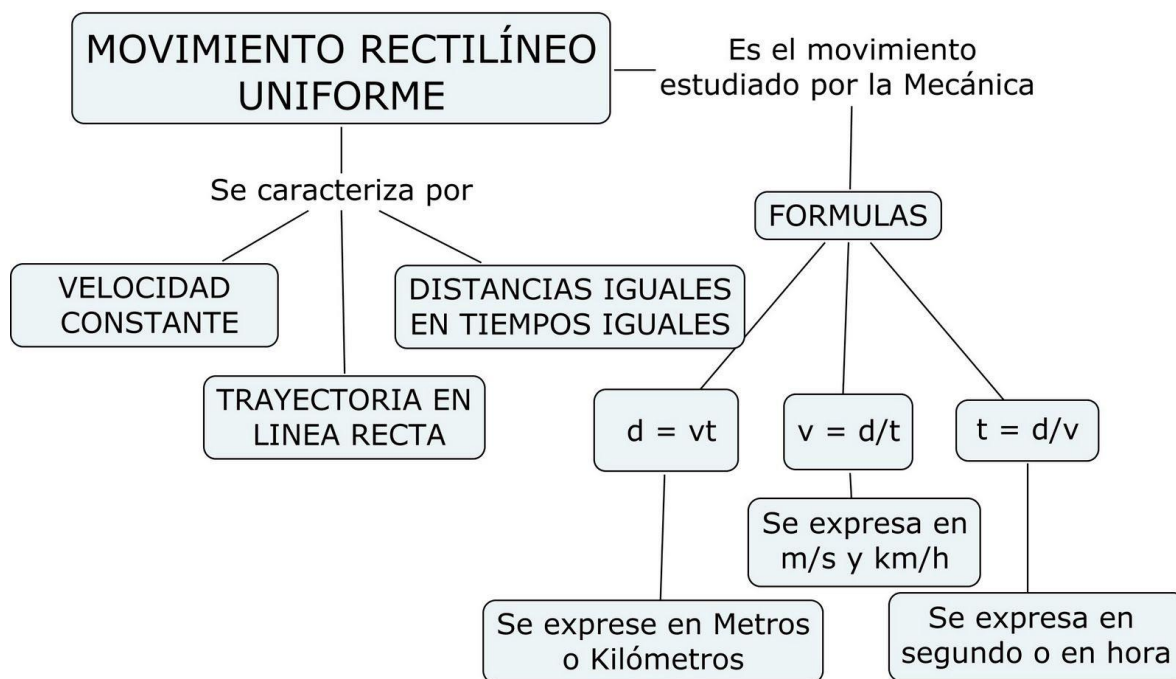 MOVIMIENTO RECTILÍNEO
UNIFORME
Es el movimiento
estudiado por la Mecánica
Se caracteriza por
FORMULAS
VELOCIDAD
CONSTANTE
DISTANCIAS IGUALES
EN TIEMPOS IGUALES
TRAYECTORIA EN
LINEA RECTA
d = vt
v = d/t
t = d/v
Se expresa en
m/s y km/h
Se exprese en Metros
o Kilómetros
Se expresa en
segundo o en hora